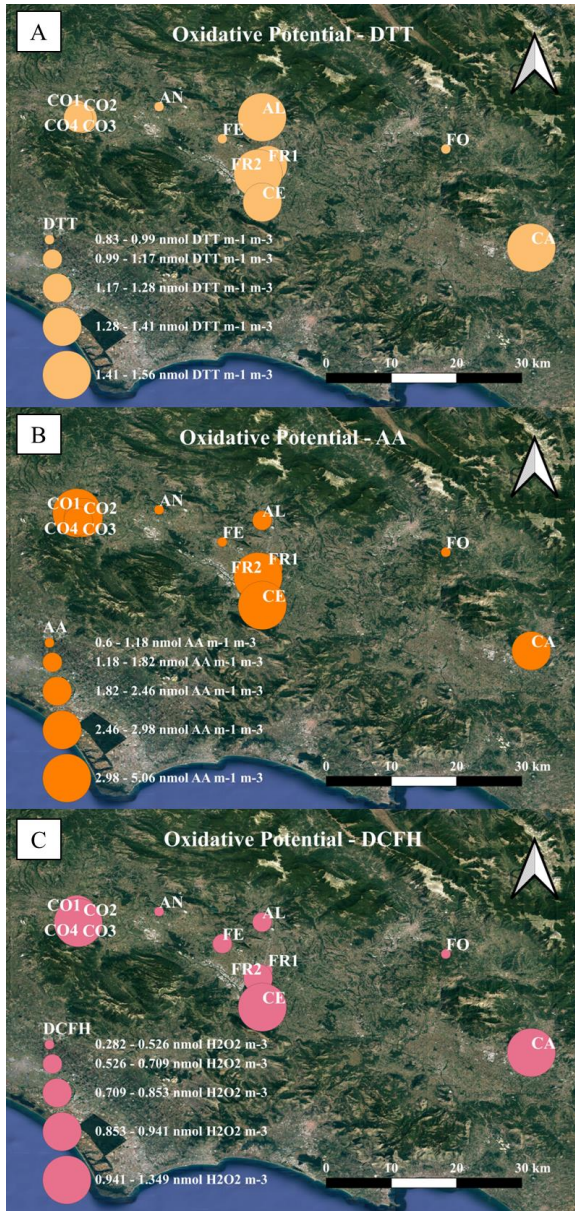 A
Oxidative Potential - DTT
CO1
CO2
CO4
CO3
AN
AL
FE
FR2
FR1
CE
FO
CA
DTT
0.83 - 0.99 nmol DTT m-1 m-3
0.99 - 1.17 nmol DTT m-1 m-3
1.17 - 1.28 nmol DTT m-1 m-3
1.28 - 1.41 nmol DTT m-1 m-3
1.41 - 1.56 nmol DTT m-1 m-3
0 10 20 30 km
B
Oxidative Potential - AA
CO1
CO2
CO4
CO3
AN
AL
FE
FR2
FR1
CE
FO
CA
AA
0.6 - 1.18 nmol AA m-1 m-3
1.18 - 1.82 nmol AA m-1 m-3
1.82 - 2.46 nmol AA m-1 m-3
2.46 - 2.98 nmol AA m-1 m-3
2.98 - 5.06 nmol AA m-1 m-3
0 10 20 30 km
C
Oxidative Potential - DCFH
CO1
CO2
CO4
CO3
AN
AL
FE
FR2
FR1
CE
FO
CA
DCFH
0.282 - 0.526 nmol H2O2 m-3
0.526 - 0.709 nmol H2O2 m-3
0.709 - 0.853 nmol H2O2 m-3
0.853 - 0.941 nmol H2O2 m-3
0.941 - 1.349 nmol H2O2 m-3
0 10 20 30 km